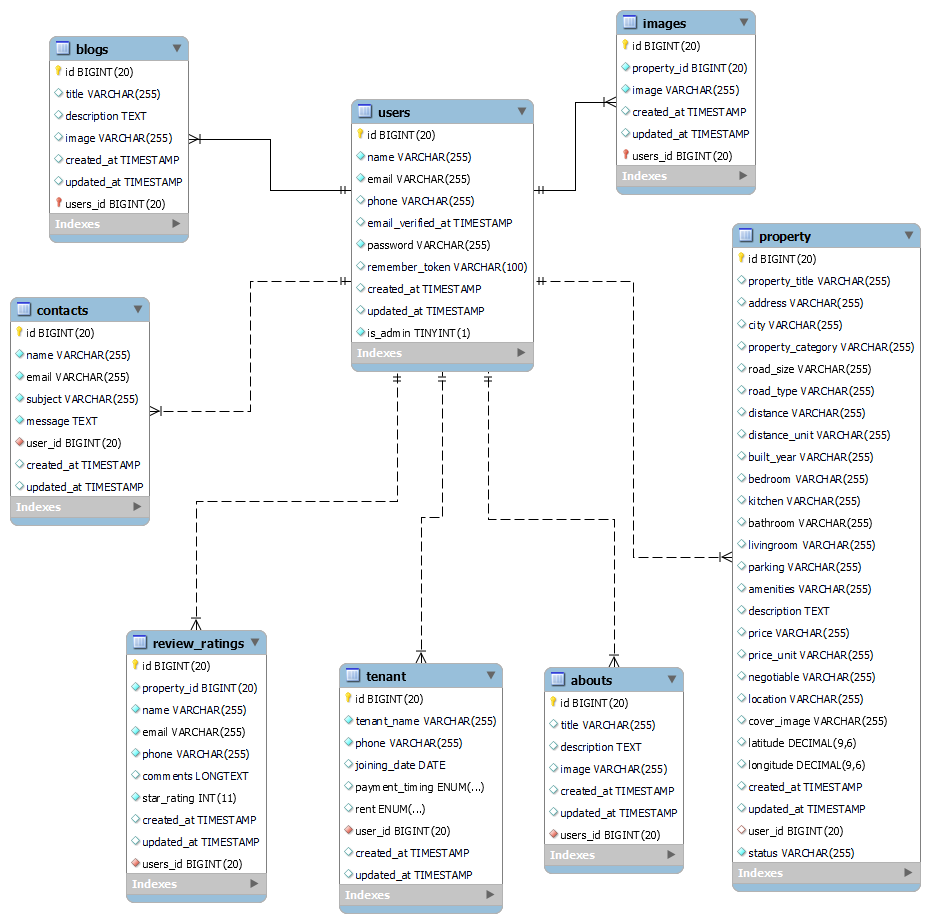 blogs
id BIGINT(20)
title VARCHAR(255)
description TEXT
image VARCHAR(255)
created_at TIMESTAMP
updated_at TIMESTAMP
users_id BIGINT(20)
Indexes
users
id BIGINT(20)
name VARCHAR(255)
email VARCHAR(255)
phone VARCHAR(255)
email_verified_at TIMESTAMP
password VARCHAR(255)
remember_token VARCHAR(100)
created_at TIMESTAMP
updated_at TIMESTAMP
is_admin TINYINT(1)
Indexes
images
id BIGINT(20)
property_id BIGINT(20)
image VARCHAR(255)
created_at TIMESTAMP
updated_at TIMESTAMP
users_id BIGINT(20)
Indexes
contacts
id BIGINT(20)
name VARCHAR(255)
email VARCHAR(255)
subject VARCHAR(255)
message TEXT
user_id BIGINT(20)
created_at TIMESTAMP
updated_at TIMESTAMP
Indexes
property
id BIGINT(20)
property_title VARCHAR(255)
address VARCHAR(255)
city VARCHAR(255)
property_category VARCHAR(255)
road_size VARCHAR(255)
road_type VARCHAR(255)
distance VARCHAR(255)
distance_unit VARCHAR(255)
built_year VARCHAR(255)
bedroom VARCHAR(255)
kitchen VARCHAR(255)
bathroom VARCHAR(255)
livingroom VARCHAR(255)
parking VARCHAR(255)
amenities VARCHAR(255)
description TEXT
price VARCHAR(255)
price_unit VARCHAR(255)
negotiable VARCHAR(255)
location VARCHAR(255)
cover_image VARCHAR(255)
latitude DECIMAL(9,6)
longitude DECIMAL(9,6)
created_at TIMESTAMP
updated_at TIMESTAMP
user_id BIGINT(20)
status VARCHAR(255)
Indexes
review_ratings
id BIGINT(20)
property_id BIGINT(20)
name VARCHAR(255)
email VARCHAR(255)
phone VARCHAR(255)
comments LONGTEXT
star_rating INT(11)
created_at TIMESTAMP
updated_at TIMESTAMP
users_id BIGINT(20)
Indexes
tenant
id BIGINT(20)
tenant_name VARCHAR(255)
phone VARCHAR(255)
joining_date DATE
payment_timing ENUM(...)
rent ENUM(...)
user_id BIGINT(20)
created_at TIMESTAMP
updated_at TIMESTAMP
Indexes
abouts
id BIGINT(20)
title VARCHAR(255)
description TEXT
image VARCHAR(255)
created_at TIMESTAMP
updated_at TIMESTAMP
users_id BIGINT(20)
Indexes